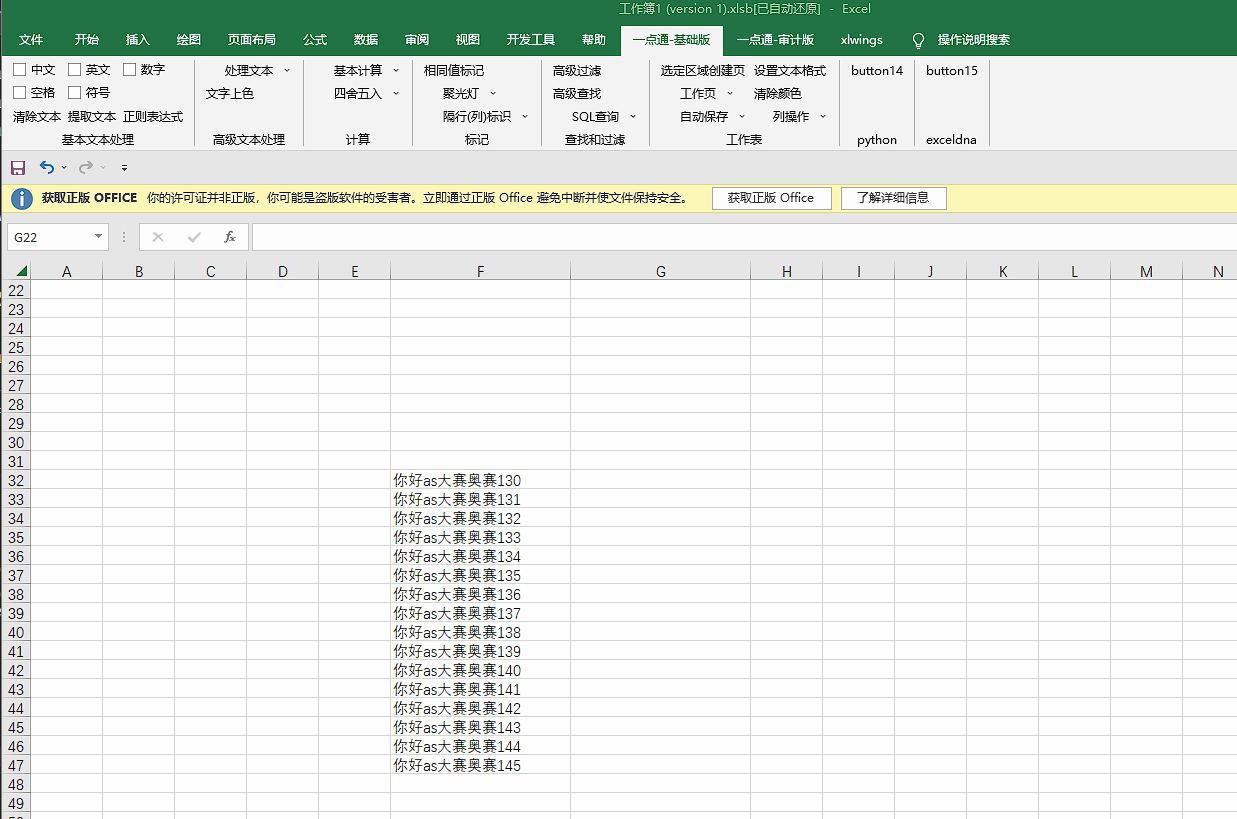 工作簿1 (version 1).xlsb[已自动还原] - Excel
文件 开始 插入 绘图 页面布局 公式 数据 审阅 视图 开发工具 帮助 一点通-基础版 一点通-审计版 xlwings 操作说明搜索
中文 英文 数字 处理文本 基本计算 相同值标记 高级过滤 选定区域创建页 设置文本格式 button14 button15
空格 符号 文字上色 四舍五入 聚光灯 高级查找 工作页 清除颜色
清除文本 提取文本 正则表达式 隔行(列)标识 SQL查询 自动保存 列操作
基本文本处理 高级文本处理 计算 标记 查找和过滤 工作表 python exceldna
获取正版 OFFICE 你的许可证并非正版，你可能是盗版软件的受害者。立即通过正版 Office 避免中断并使文件保持安全。 获取正版 Office 了解详细信息
G22 fx
A B C D E F G H I J K L M N
22
23
24
25
26
27
28
29
30
31
32 你好as大赛奥赛130
33 你好as大赛奥赛131
34 你好as大赛奥赛132
35 你好as大赛奥赛133
36 你好as大赛奥赛134
37 你好as大赛奥赛135
38 你好as大赛奥赛136
39 你好as大赛奥赛137
40 你好as大赛奥赛138
41 你好as大赛奥赛139
42 你好as大赛奥赛140
43 你好as大赛奥赛141
44 你好as大赛奥赛142
45 你好as大赛奥赛143
46 你好as大赛奥赛144
47 你好as大赛奥赛145
48
49